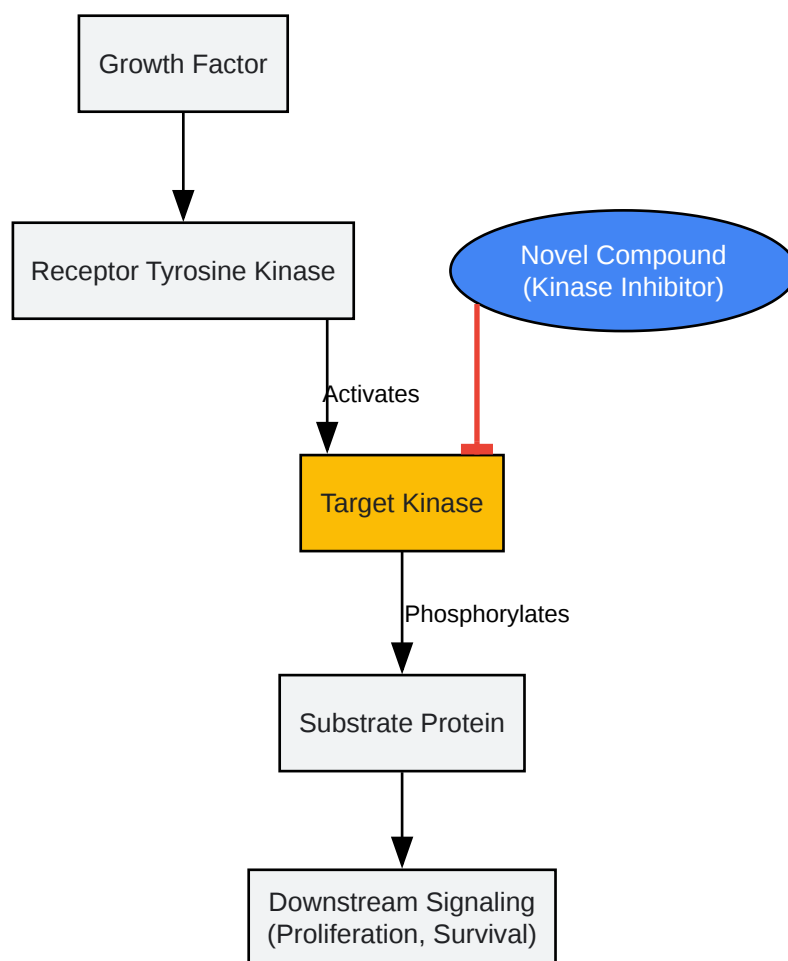 Growth Factor
Receptor Tyrosine Kinase
Novel Compound
(Kinase Inhibitor)
Activates
Target Kinase
Phosphorylates
Substrate Protein
Downstream Signaling
(Proliferation, Survival)